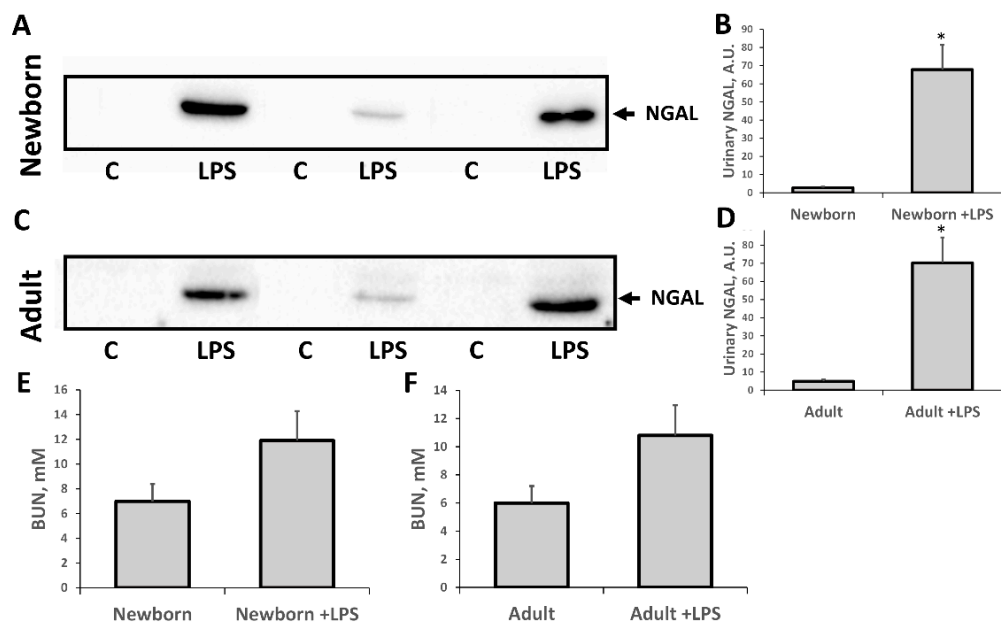 A
Newborn
NGAL
C LPS C LPS C LPS
B
Urinary NGAL, A.U.
90
80
70
60
50
40
30
20
10
0
*
Newborn Newborn +LPS
C
Adult
NGAL
C LPS C LPS C LPS
D
Urinary NGAL, A.U.
80
70
60
50
40
30
20
10
0
*
Adult Adult +LPS
E
BUN, mM
16
14
12
10
8
6
4
2
0
Newborn Newborn +LPS
F
BUN, mM
14
12
10
8
6
4
2
0
Adult Adult +LPS